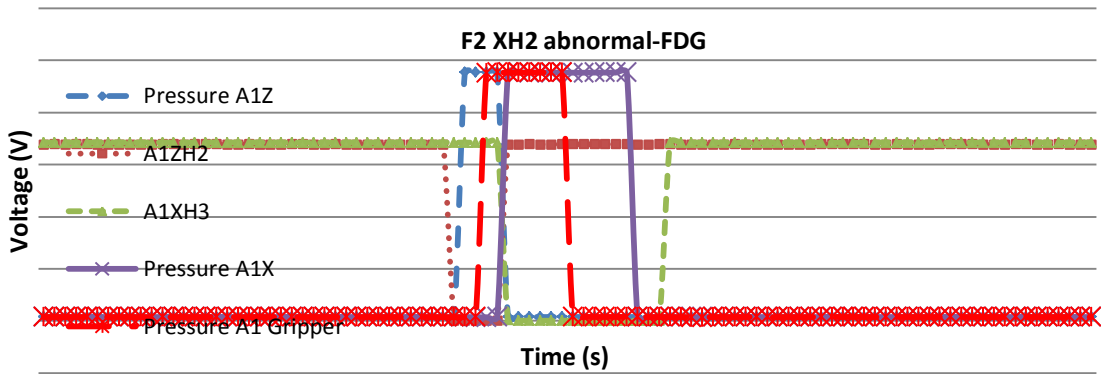 F2 XH2 abnormal-FDG
Voltage (V)
Pressure A1Z
A1ZH2
A1XH3
Pressure A1X
Pressure A1 Gripper
Time (s)